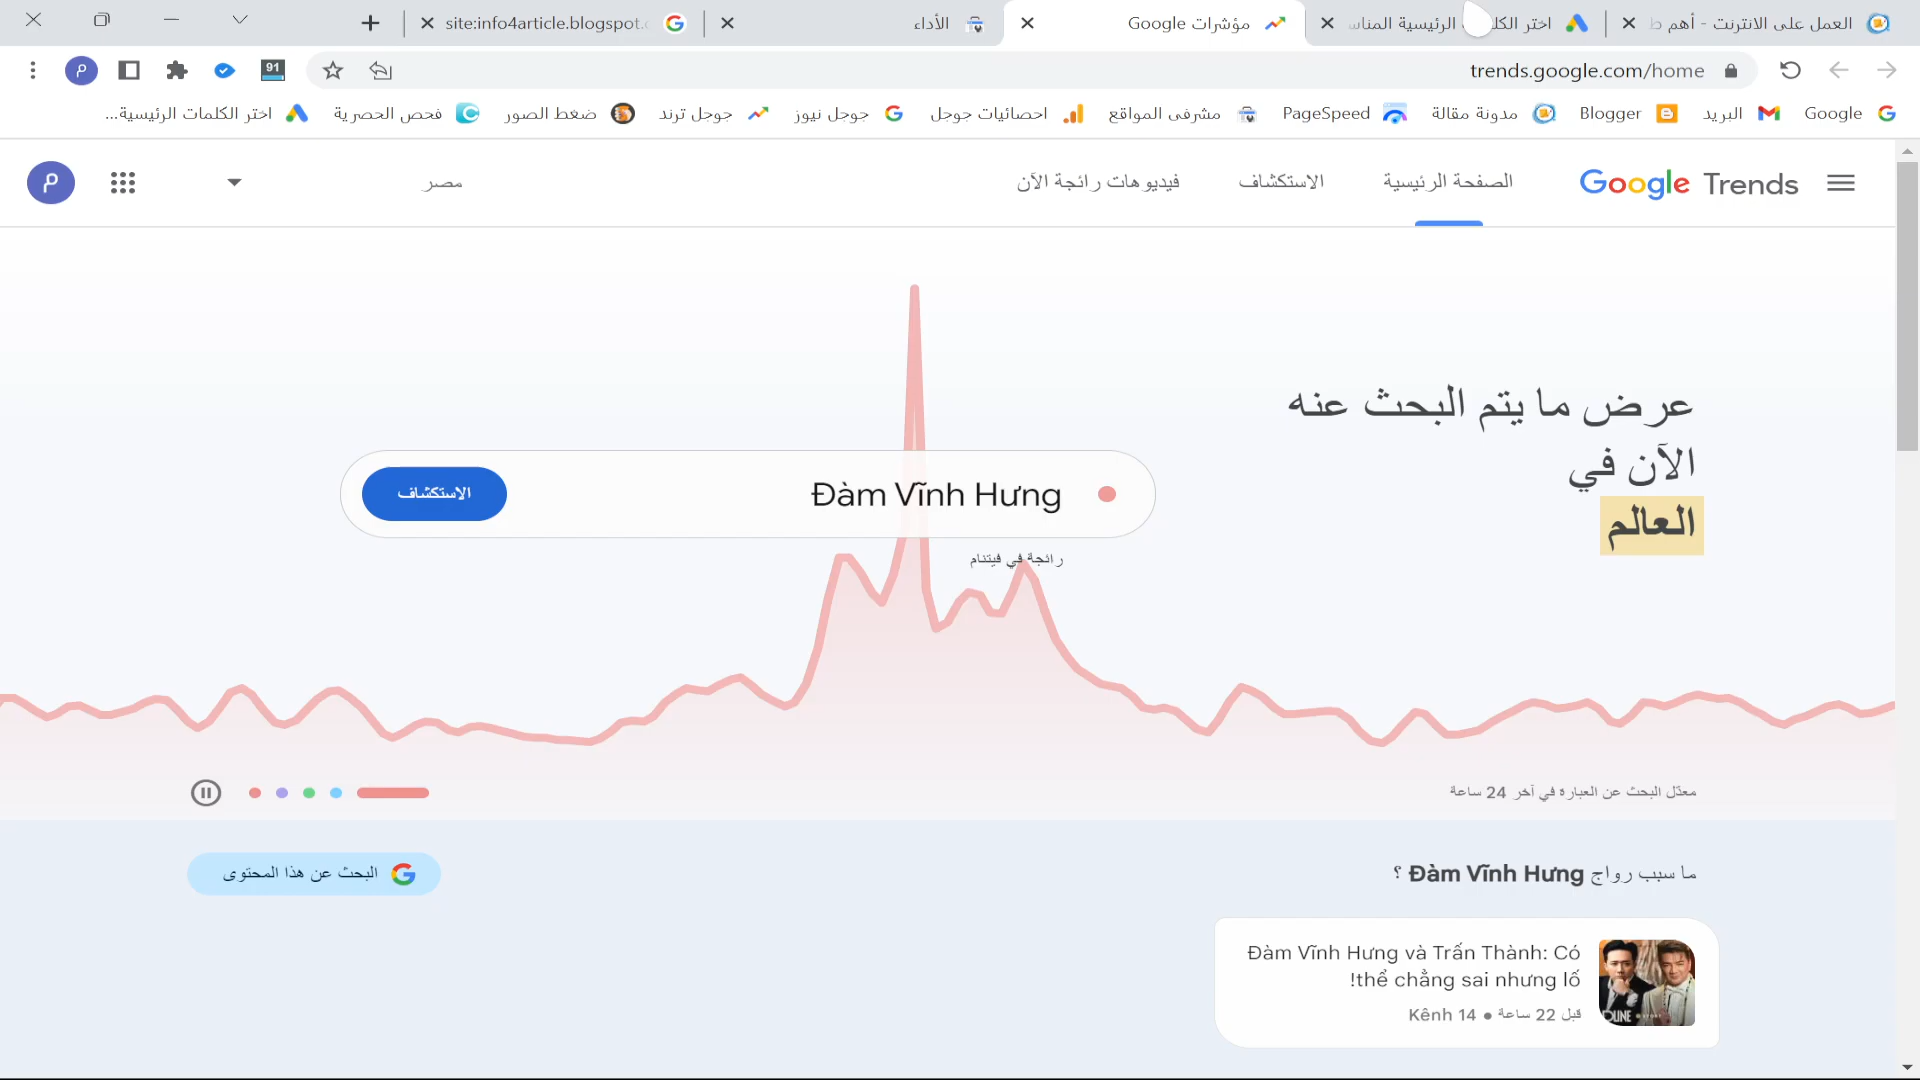 العمل على الانترنت - أهم
اختر الكلمات الرئيسية
مؤشرات Google
الأداء
site:info4article.blogspot.
trends.google.com/home
91
Google
البريد
Blogger
مدونة مقالة
PageSpeed
مشرفى المواقع
احصائيات جوجل
جوجل نيوز
جوجل ترند
ضغط الصور
فحص الحصرية
اختر الكلمات الرئيسية...
Google Trends
الصفحة الرئيسية
الاستكشاف
فيديوهات رائجة الآن
مصر
عرض ما يتم البحث عنه
الآن في
العالم
Đàm Vĩnh Hưng
الاستكشاف
رائجة في فيتنام
معدّل البحث عن العبارة في آخر 24 ساعة
ما سبب رواج Đàm Vĩnh Hưng ؟
البحث عن هذا المحتوى
Đàm Vĩnh Hưng và Trấn Thành: Có
thể chẳng sai nhưng lố!
قبل 22 ساعة ● Kênh 14
DUNE